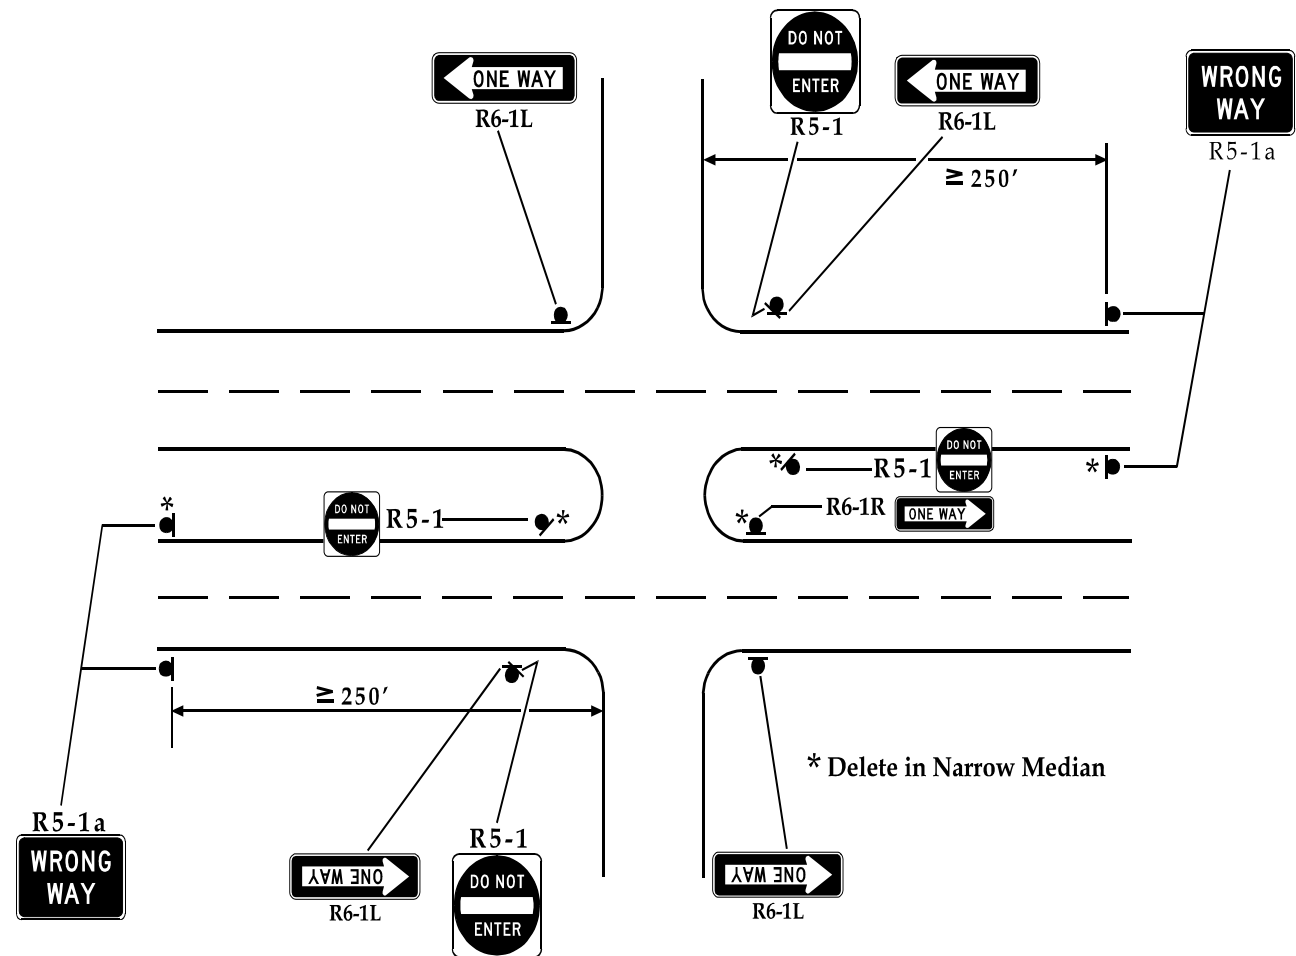 ONE WAY
R6-1L
DO NOT
ENTER
R5-1
ONE WAY
R6-1L
WRONG
WAY
R5-1a
≥ 250'
*
R5-1
DO NOT
ENTER
*
*
R6-1R
ONE WAY
*
DO NOT
ENTER
R5-1
*
≥ 250'
* Delete in Narrow Median
R5-1a
WRONG
WAY
ONE WAY
R6-1L
R5-1
DO NOT
ENTER
ONE WAY
R6-1L